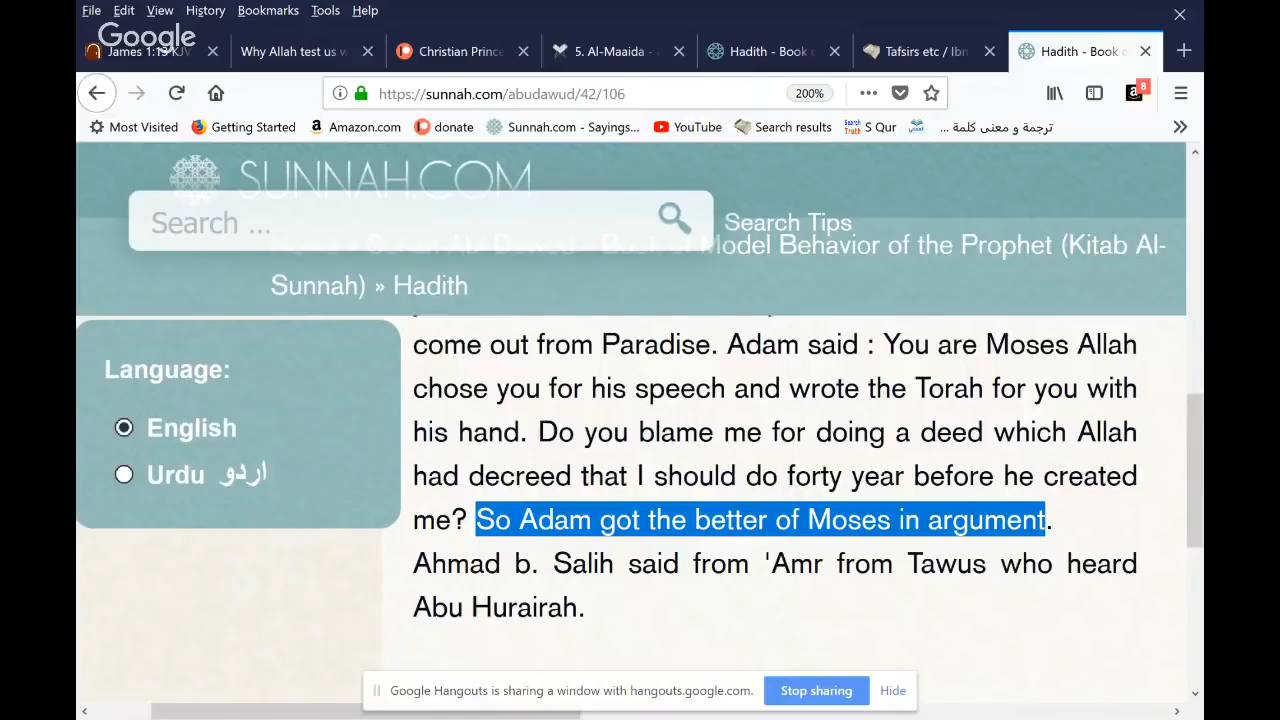 File Edit View History Bookmarks Tools Help
Google
James 1:13 KJV
Why Allah test us w
Christian Prince
5. Al-Maaida -
Hadith - Book o
Tafsirs etc / Ibn
Hadith - Book o
https://sunnah.com/abudawud/42/106
200%
8
Most Visited Getting Started Amazon.com donate Sunnah.com - Sayings... YouTube Search results Search Truth S Qur ترجمة و معنى كلمة ...
SUNNAH.COM
Search ...
Search Tips
Book of Model Behavior of the Prophet (Kitab Al-
Sunnah) » Hadith
Language:
English
Urdu اردو
come out from Paradise. Adam said : You are Moses Allah
chose you for his speech and wrote the Torah for you with
his hand. Do you blame me for doing a deed which Allah
had decreed that I should do forty year before he created
me? So Adam got the better of Moses in argument.
Ahmad b. Salih said from 'Amr from Tawus who heard
Abu Hurairah.
Google Hangouts is sharing a window with hangouts.google.com. Stop sharing Hide